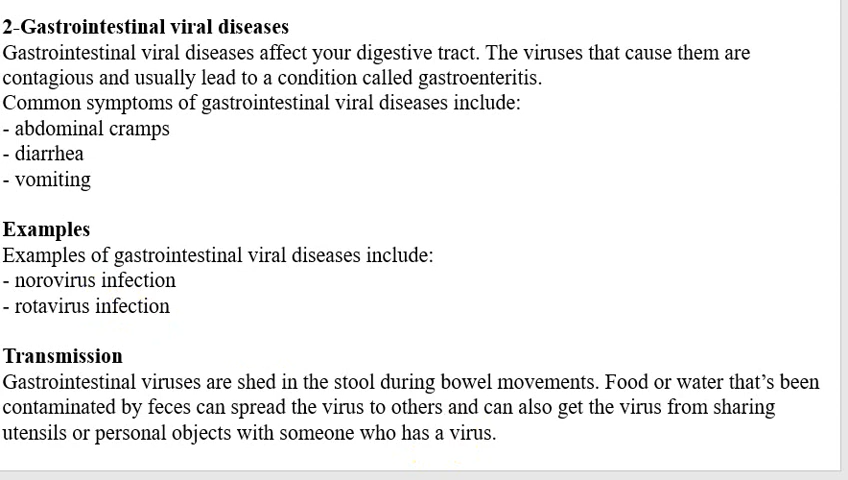 2-Gastrointestinal viral diseases
Gastrointestinal viral diseases affect your digestive tract. The viruses that cause them are
contagious and usually lead to a condition called gastroenteritis.
Common symptoms of gastrointestinal viral diseases include:
- abdominal cramps
- diarrhea
- vomiting
Examples
Examples of gastrointestinal viral diseases include:
- norovirus infection
- rotavirus infection
Transmission
Gastrointestinal viruses are shed in the stool during bowel movements. Food or water that’s been
contaminated by feces can spread the virus to others and can also get the virus from sharing
utensils or personal objects with someone who has a virus.